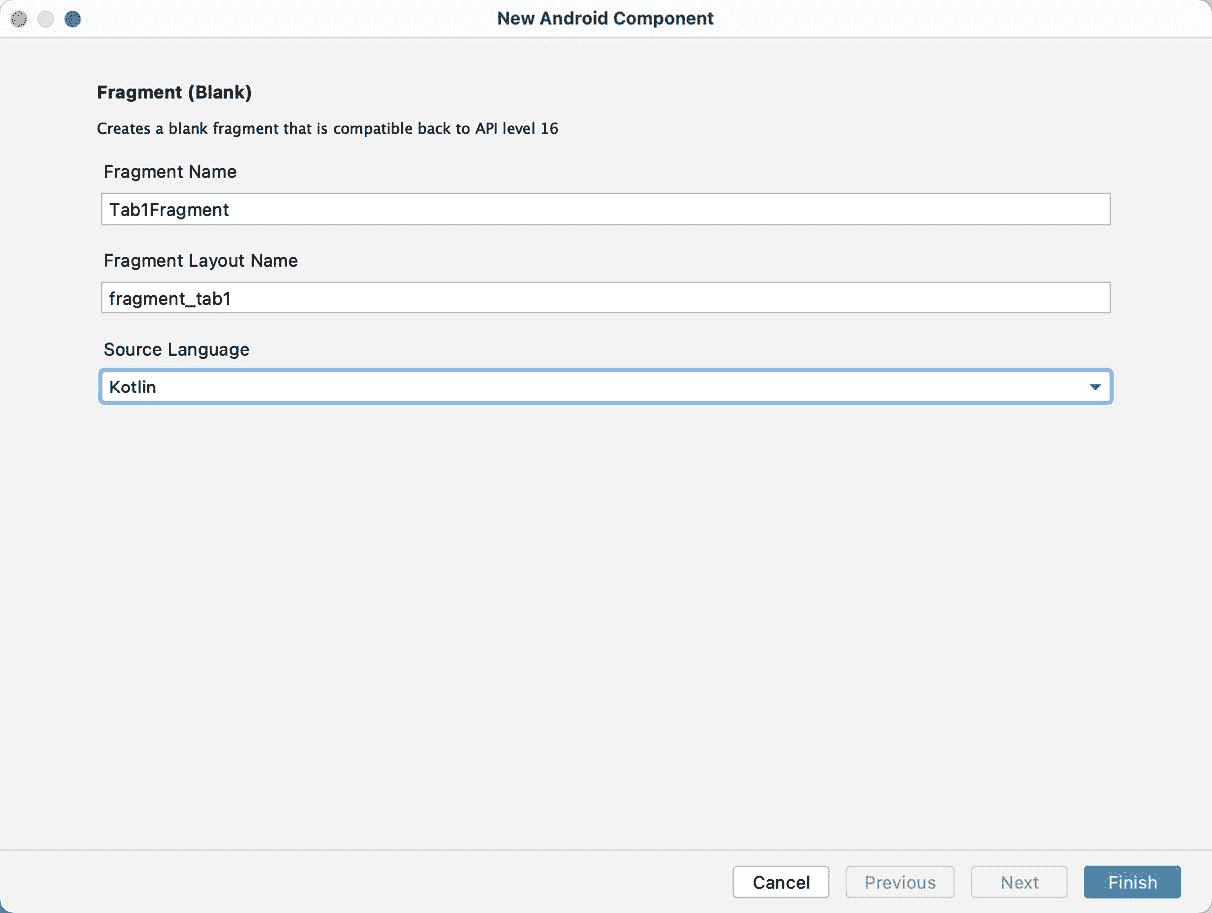 New Android Component
Fragment (Blank)
Creates a blank fragment that is compatible back to API level 16
Fragment Name
Tab1Fragment
Fragment Layout Name
fragment_tab1
Source Language
Kotlin
Cancel Previous Next Finish